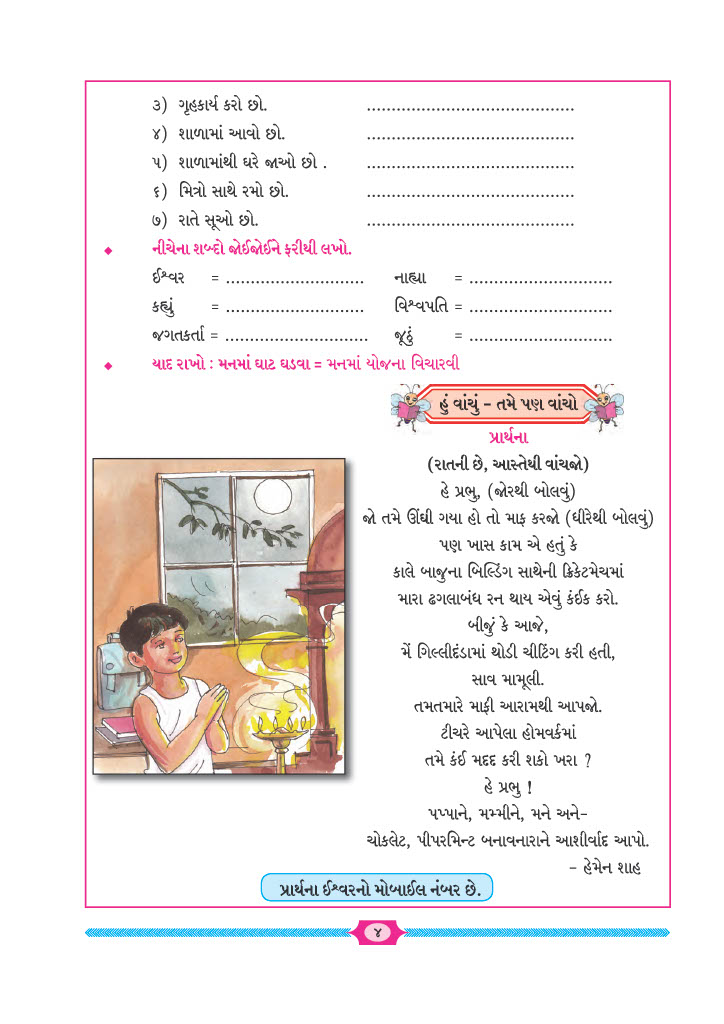 ૩) ગૃહકાર્ય કરો છો. ..........................................
૪) શાળામાં આવો છો. ..........................................
૫) શાળામાંથી ઘરે જાઓ છો . ..........................................
૬) મિત્રો સાથે રમો છો. ..........................................
૭) રાતે સૂઓ છો. ..........................................
◆ નીચેના શબ્દો જોઈજોઈને ફરીથી લખો.
ઈશ્વર = ............................ નાહ્યા = .............................
કહ્યું = ............................ વિશ્વપતિ = .............................
જગતકર્તા = ............................. જૂઠું = .............................
◆ યાદ રાખો : મનમાં ઘાટ ઘડવા = મનમાં યોજના વિચારવી
હું વાંચું - તમે પણ વાંચો
પ્રાર્થના
(રાતની છે, આસ્તેથી વાંચજો)
હે પ્રભુ, (જોરથી બોલવું)
જો તમે ઊંઘી ગયા હો તો માફ કરજો (ધીરેથી બોલવું)
પણ ખાસ કામ એ હતું કે
કાલે બાજુના બિલ્ડિંગ સાથેની ક્રિકેટમેચમાં
મારા ઢગલાબંધ રન થાય એવું કંઈક કરો.
બીજું કે આજે,
મેં ગિલ્લીદંડામાં થોડી ચીટિંગ કરી હતી,
સાવ મામૂલી.
તમતમારે માફી આરામથી આપજો.
ટીચરે આપેલા હોમવર્કમાં
તમે કંઈ મદદ કરી શકો ખરા ?
હે પ્રભુ !
પપ્પાને, મમ્મીને, મને અને-
ચોકલેટ, પીપરમિન્ટ બનાવનારાને આશીર્વાદ આપો.
- હેમેન શાહ
પ્રાર્થના ઈશ્વરનો મોબાઈલ નંબર છે.
૪